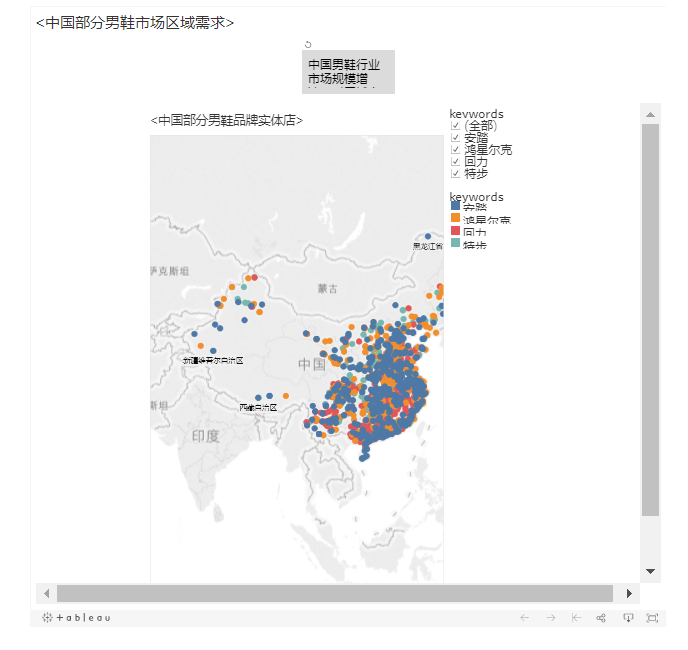 <中国部分男鞋市场区域需求>
中国男鞋行业
市场规模增
<中国部分男鞋品牌实体店>
keywords
(全部)
安踏
鸿星尔克
回力
特步
keywords
安踏
鸿星尔克
回力
特步
黑龙江省
萨克斯坦
蒙古
新疆维吾尔自治区
中国
斯坦
西藏自治区
印度
+ableau